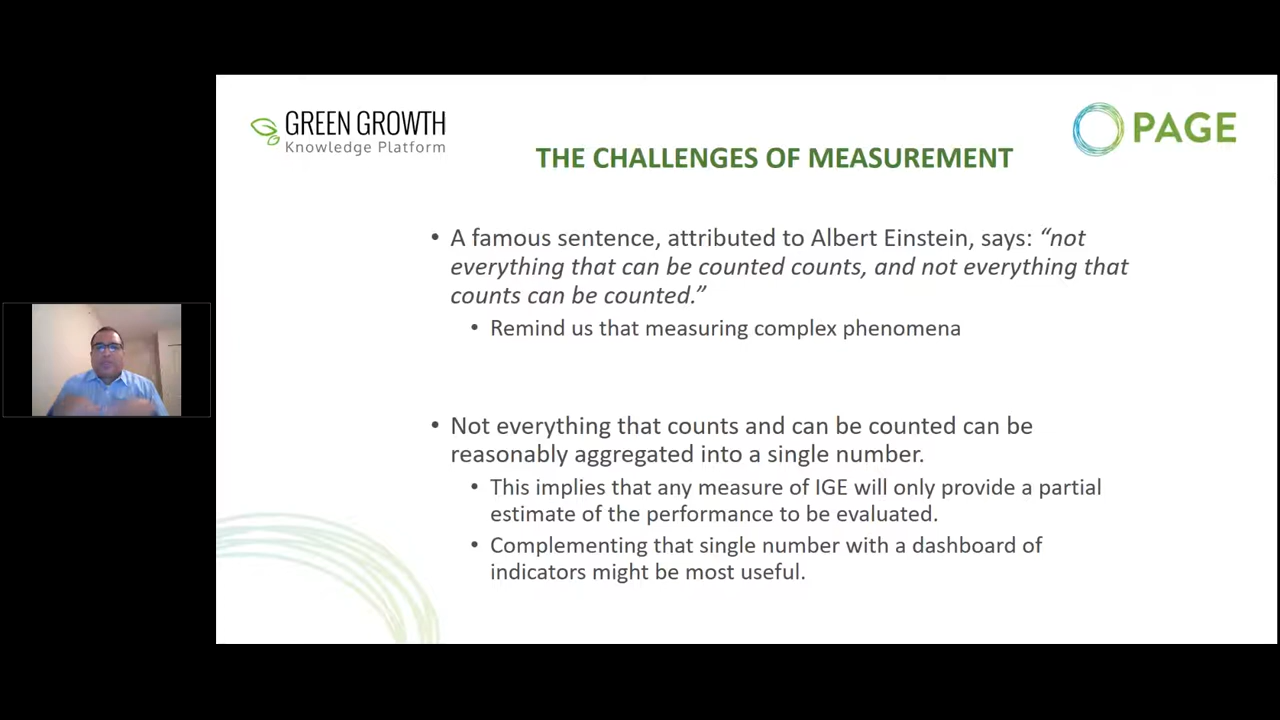 GREEN GROWTH
Knowledge Platform
PAGE
THE CHALLENGES OF MEASUREMENT
• A famous sentence, attributed to Albert Einstein, says: “not
everything that can be counted counts, and not everything that
counts can be counted.”
• Remind us that measuring complex phenomena
• Not everything that counts and can be counted can be
reasonably aggregated into a single number.
• This implies that any measure of IGE will only provide a partial
estimate of the performance to be evaluated.
• Complementing that single number with a dashboard of
indicators might be most useful.